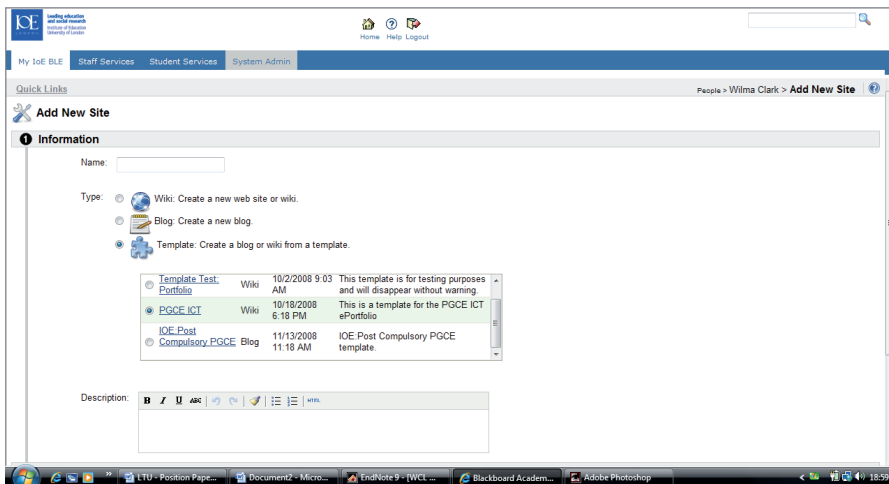 IOE
LONDON
Leading education
and social research
Institute of Education
University of London
Home Help Logout
My IoE BLE Staff Services Student Services System Admin
Quick Links
People > Wilma Clark > Add New Site
Add New Site
1 Information
Name:
Type:
Wiki: Create a new web site or wiki.
Blog: Create a new blog.
Template: Create a blog or wiki from a template.
Template Test: Portfolio Wiki 10/2/2008 9:03 AM This template is for testing purposes and will disappear without warning.
PGCE ICT Wiki 10/18/2008 6:18 PM This is a template for the PGCE ICT ePortfolio
IOE:Post Compulsory PGCE Blog 11/13/2008 11:18 AM IOE:Post Compulsory PGCE template.
Description:
B I U ABC HTML
LTU - Position Pape... Document2 - Micro... EndNote 9 - [WCL ... Blackboard Academ... Adobe Photoshop 18:59